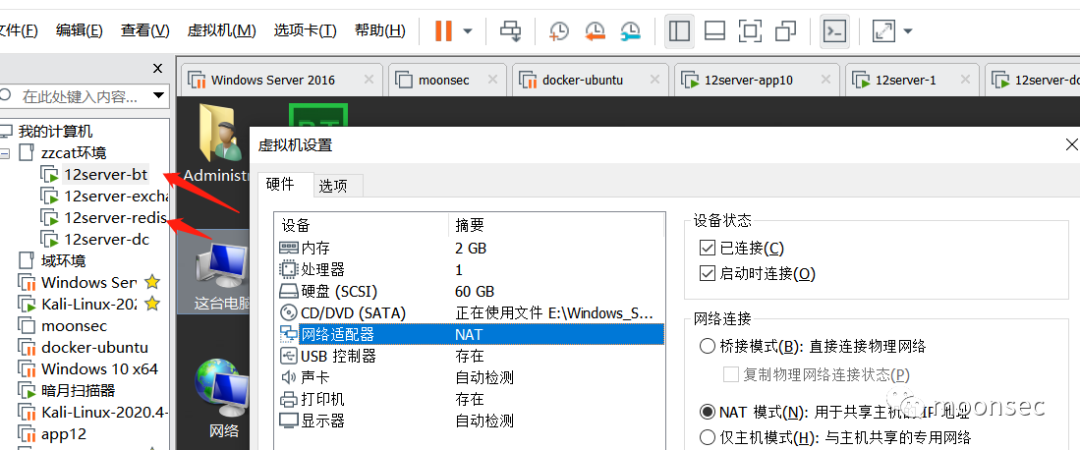 文件(F) 编辑(E) 查看(V) 虚拟机(M) 选项卡(T) 帮助(H)
在此处键入内容...
Windows Server 2016 moonsec docker-ubuntu 12server-app10 12server-1 12server-dc
我的计算机
zzcat环境
12server-bt
12server-excha
12server-redis
12server-dc
域环境
Windows Ser
Kali-Linux-202
moonsec
docker-ubuntu
Windows 10 x64
暗月扫描器
Kali-Linux-2020.4-
app12
Administr
这台电脑
网络
虚拟机设置
硬件 选项
设备 摘要
内存 2 GB
处理器 1
硬盘 (SCSI) 60 GB
CD/DVD (SATA) 正在使用文件 E:\Windows_S...
网络适配器 NAT
USB 控制器 存在
声卡 自动检测
打印机 存在
显示器 自动检测
设备状态
已连接(C)
启动时连接(O)
网络连接
桥接模式(B): 直接连接物理网络
复制物理网络连接状态(P)
NAT 模式(N): 用于共享主机的 IP 地址
仅主机模式(H): 与主机共享的专用网络
moonsec